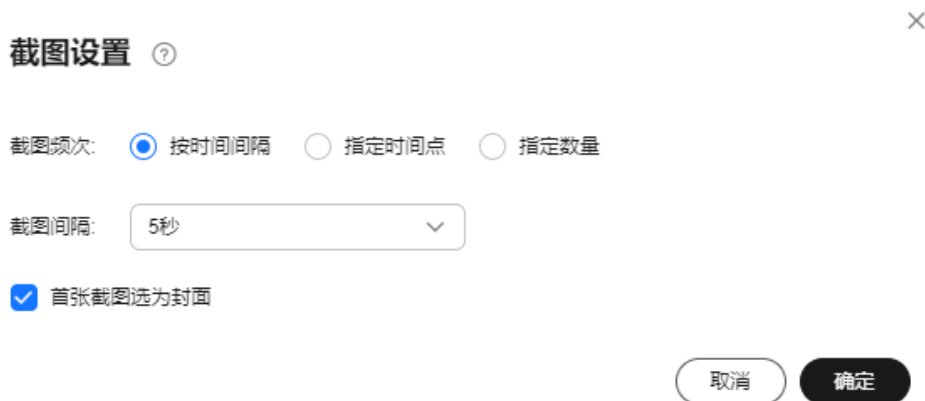 截图设置 ?
截图频次: 按时间间隔 指定时间点 指定数量
截图间隔: 5秒
首张截图选为封面
取消 确定